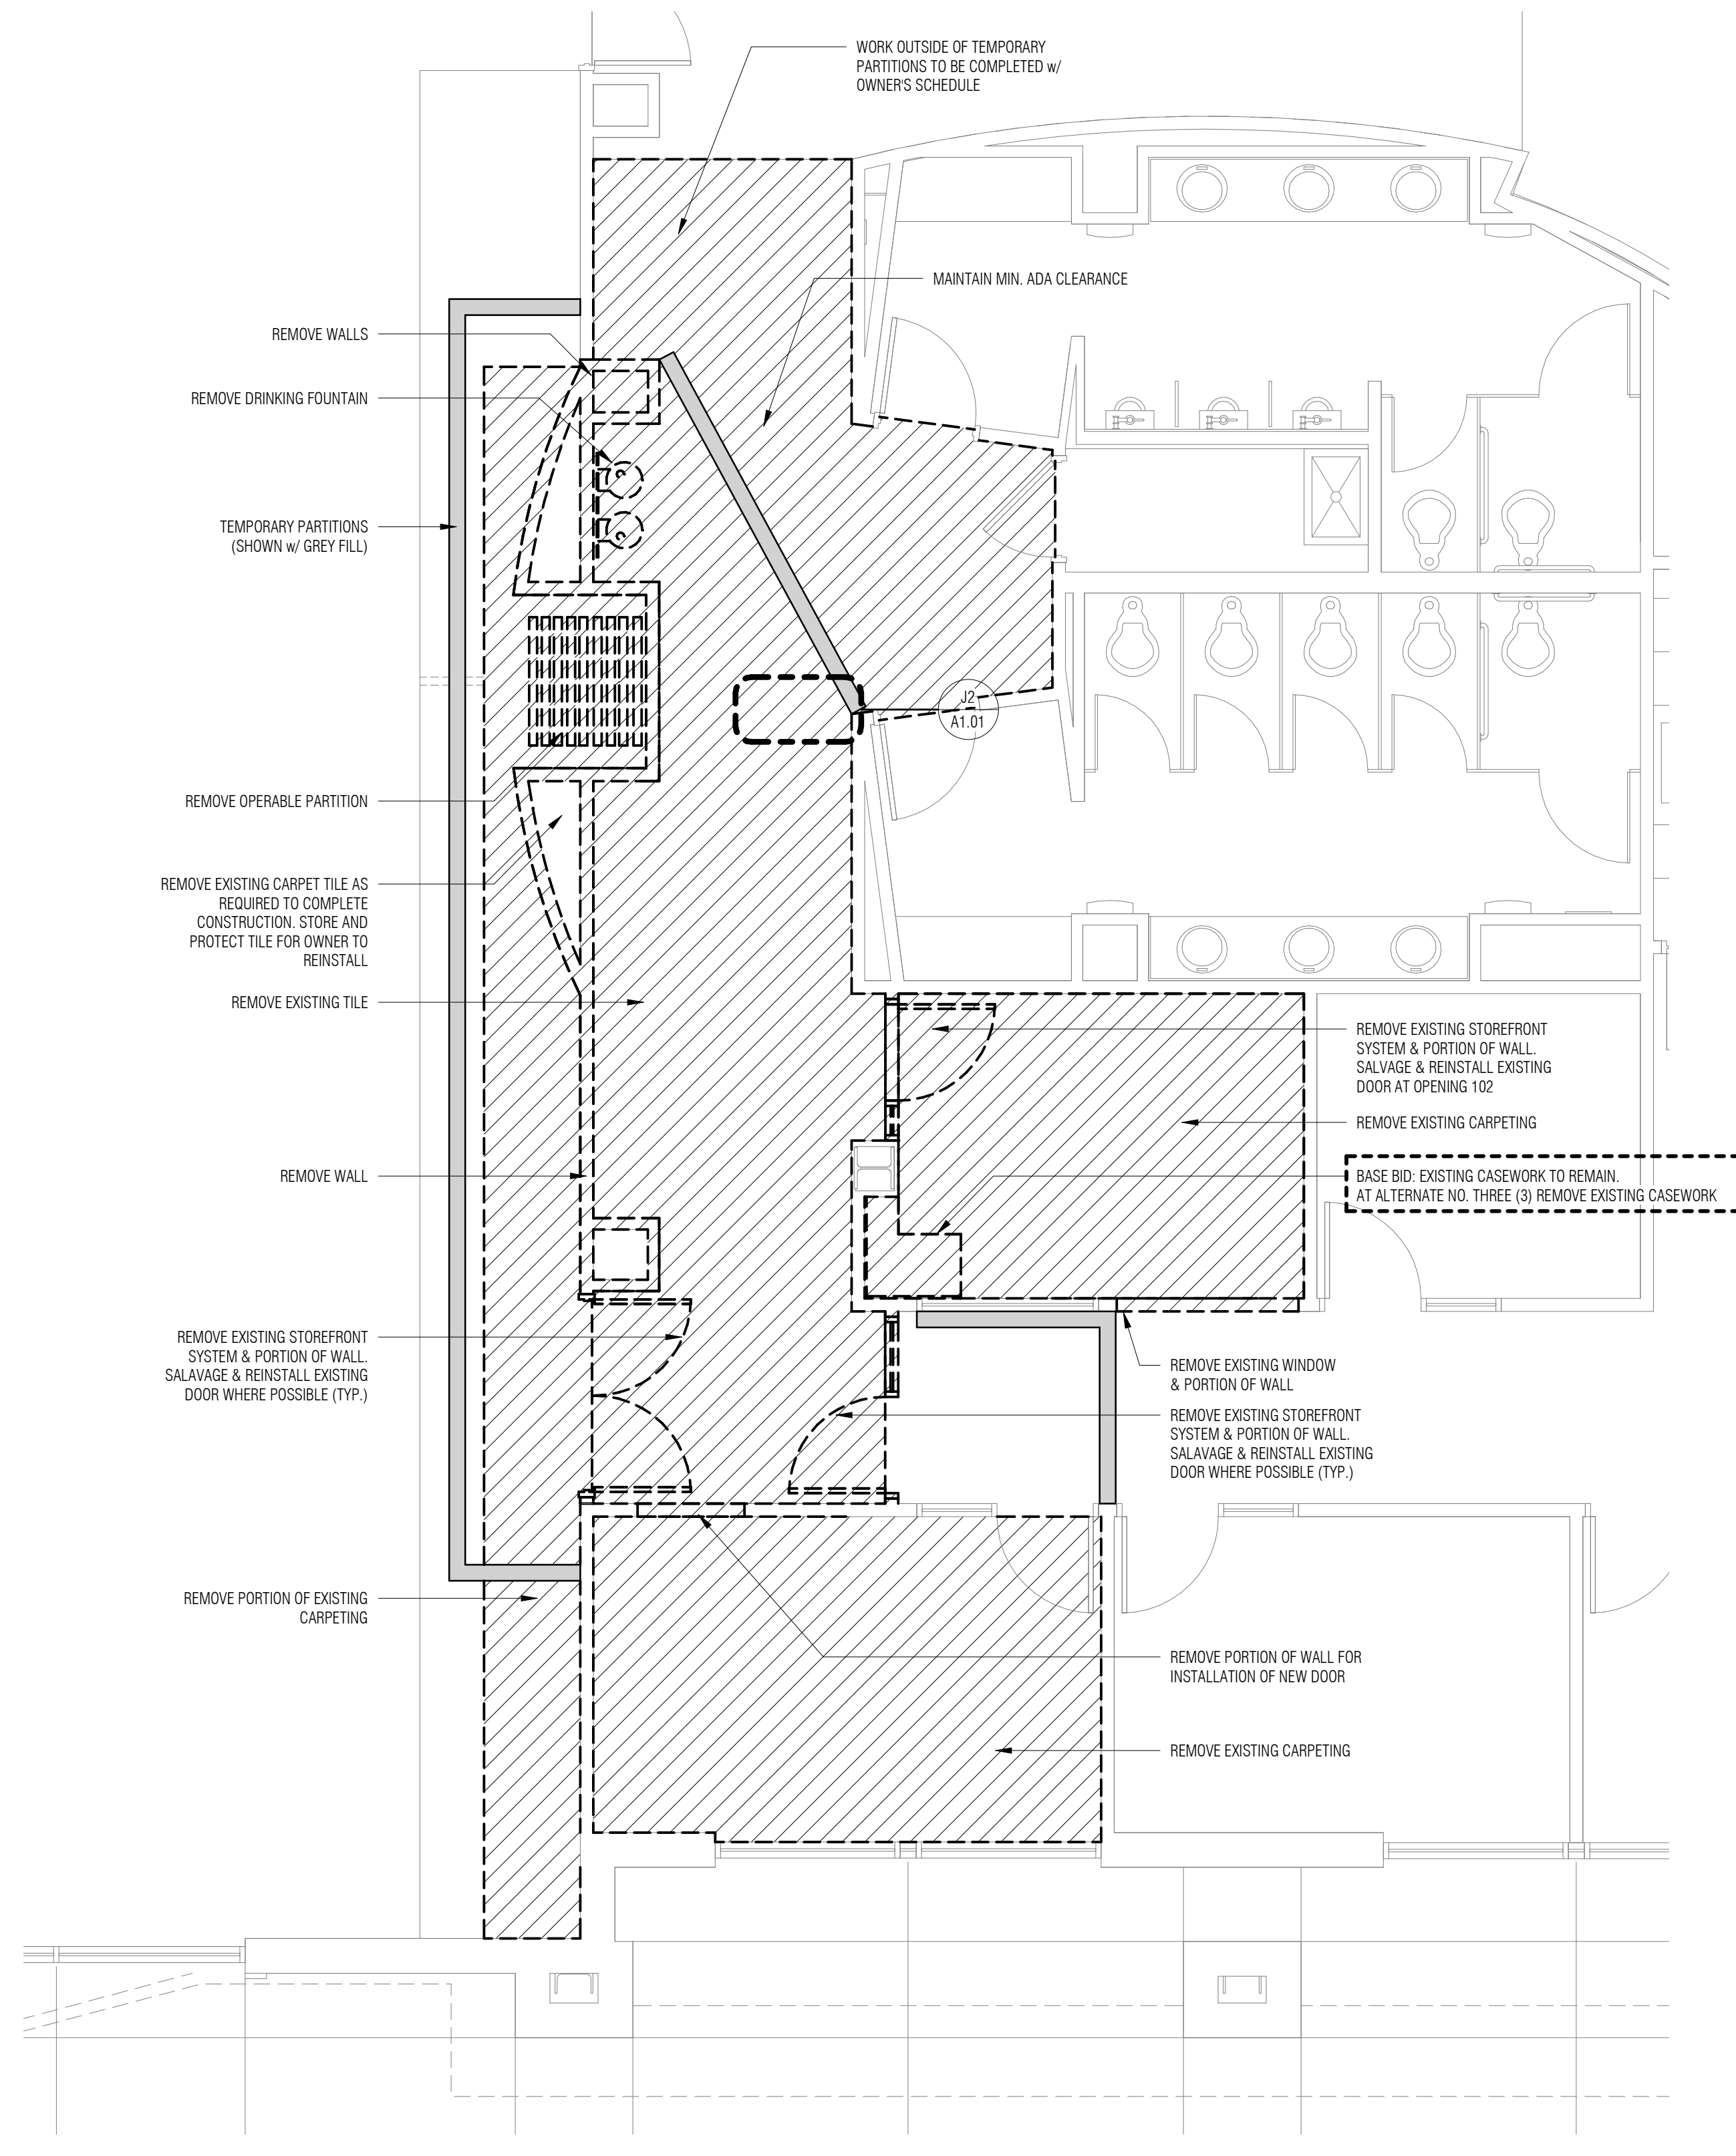 WORK OUTSIDE OF TEMPORARY
PARTITIONS TO BE COMPLETED w/
OWNER'S SCHEDULE
MAINTAIN MIN. ADA CLEARANCE
REMOVE WALLS
REMOVE DRINKING FOUNTAIN
TEMPORARY PARTITIONS
(SHOWN w/ GREY FILL)
J2
A1.01
REMOVE OPERABLE PARTITION
REMOVE EXISTING CARPET TILE AS
REQUIRED TO COMPLETE
CONSTRUCTION. STORE AND
PROTECT TILE FOR OWNER TO
REINSTALL
REMOVE EXISTING TILE
REMOVE EXISTING STOREFRONT
SYSTEM & PORTION OF WALL.
SALVAGE & REINSTALL EXISTING
DOOR AT OPENING 102
REMOVE EXISTING CARPETING
REMOVE WALL
BASE BID: EXISTING CASEWORK TO REMAIN.
AT ALTERNATE NO. THREE (3) REMOVE EXISTING CASEWORK
REMOVE EXISTING STOREFRONT
SYSTEM & PORTION OF WALL.
SALAVAGE & REINSTALL EXISTING
DOOR WHERE POSSIBLE (TYP.)
REMOVE EXISTING WINDOW
& PORTION OF WALL
REMOVE EXISTING STOREFRONT
SYSTEM & PORTION OF WALL.
SALAVAGE & REINSTALL EXISTING
DOOR WHERE POSSIBLE (TYP.)
REMOVE PORTION OF EXISTING
CARPETING
REMOVE PORTION OF WALL FOR
INSTALLATION OF NEW DOOR
REMOVE EXISTING CARPETING